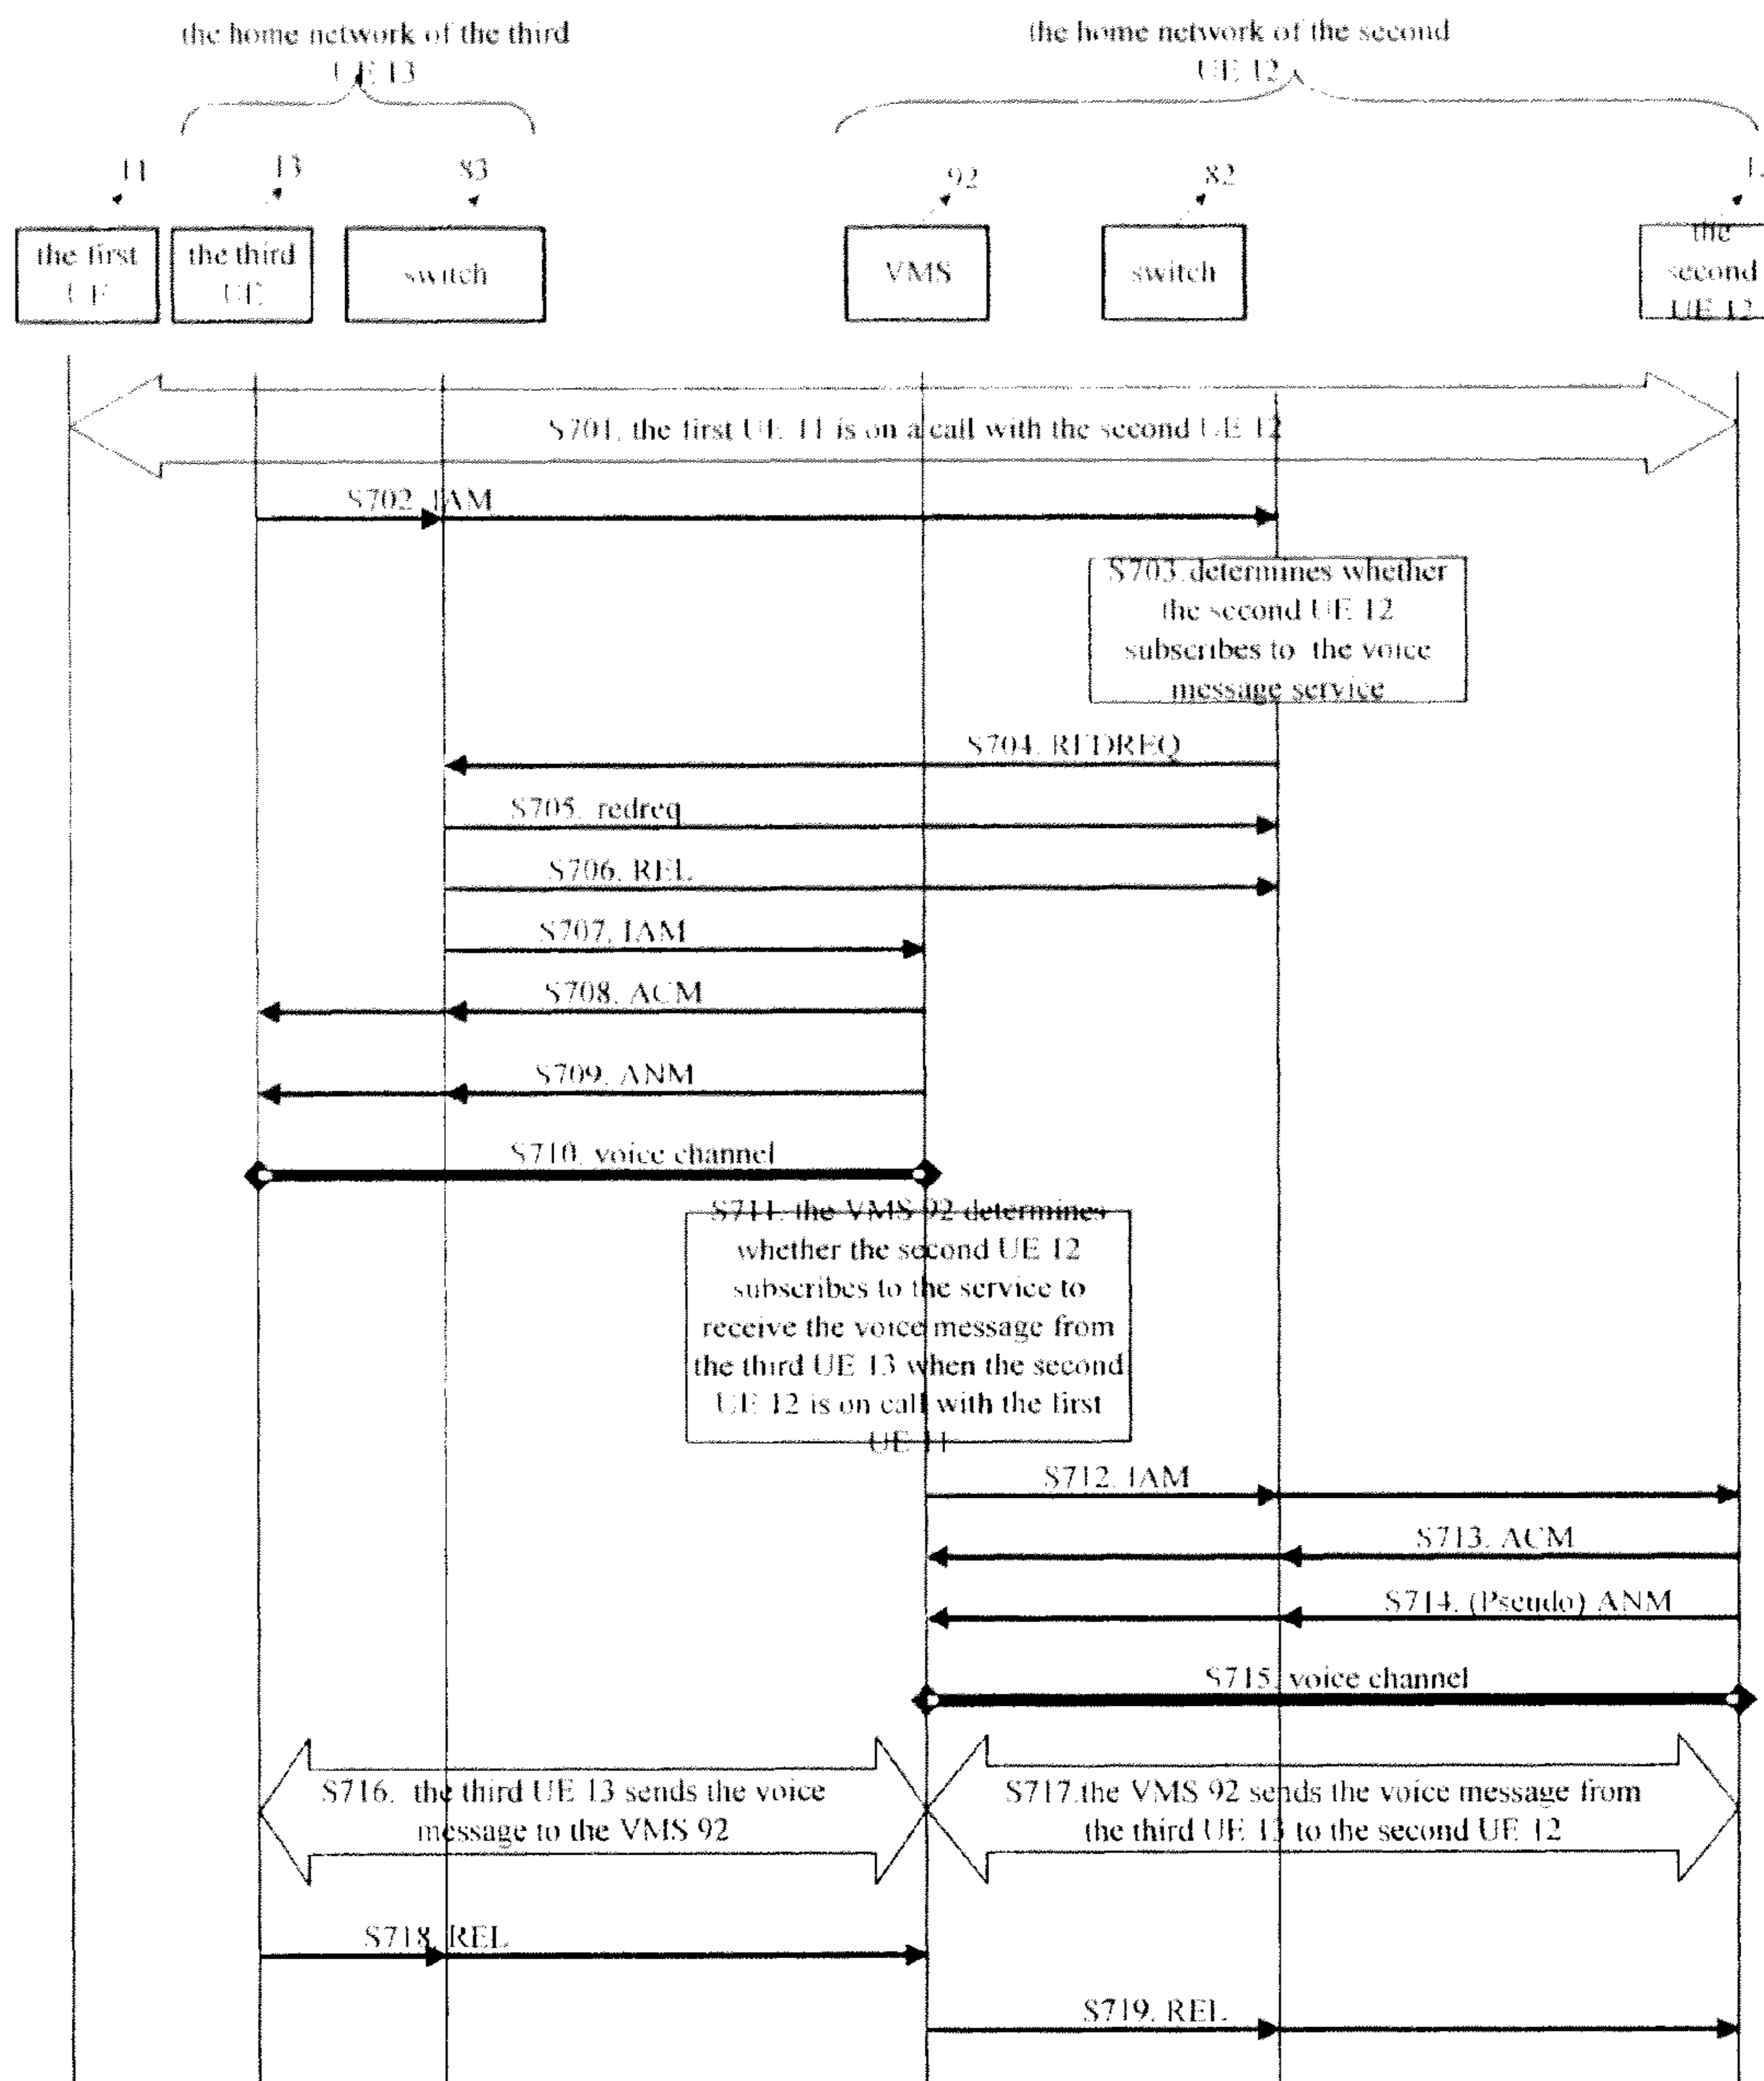 the home network of the third
UE 13
the home network of the second
UE 12
11
13
83
92
82
the first
UE
the third
UE
switch
VMS
switch
the
second
UE 12
S701, the first UE 11 is on a call with the second UE 12
S702, IAM
S703.determines whether
the second UE 12
subscribes to the voice
message service
S704. REDREQ
S705. redreq
S706. REL
S707. IAM
S708. ACM
S709. ANM
S710. voice channel
S711. the VMS 92 determines
whether the second UE 12
subscribes to the service to
receive the voice message from
the third UE 13 when the second
UE 12 is on call with the first
UE 11
S712. IAM
S713. ACM
S714. (Pseudo) ANM
S715. voice channel
S716. the third UE 13 sends the voice
message to the VMS 92
S717.the VMS 92 sends the voice message from
the third UE 13 to the second UE 12
S718. REL
S719. REL